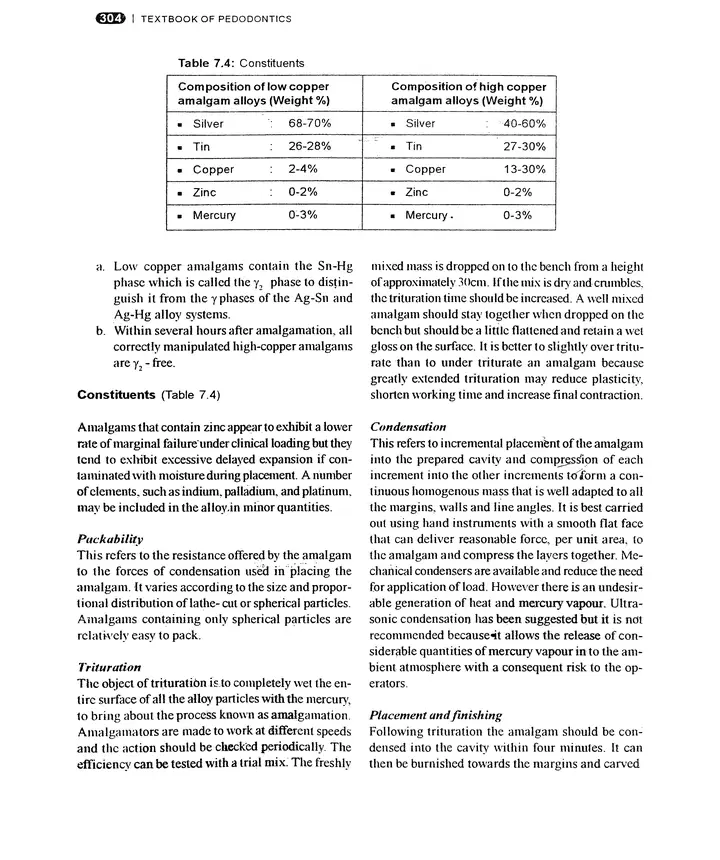 304 | TEXTBOOK OF PEDODONTICS
Table 7.4: Constituents
Composition of low copper
amalgam alloys (Weight %)
Composition of high copper
amalgam alloys (Weight %)
▪ Silver : 68-70% ▪ Silver : 40-60%
▪ Tin : 26-28% ▪ Tin 27-30%
▪ Copper : 2-4% ▪ Copper 13-30%
▪ Zinc : 0-2% ▪ Zinc 0-2%
▪ Mercury 0-3% ▪ Mercury 0-3%
a. Low copper amalgams contain the Sn-Hg
phase which is called the γ₂ phase to distin-
guish it from the γ phases of the Ag-Sn and
Ag-Hg alloy systems.
b. Within several hours after amalgamation, all
correctly manipulated high-copper amalgams
are γ₂ - free.
Constituents (Table 7.4)
Amalgams that contain zinc appear to exhibit a lower
rate of marginal failure under clinical loading but they
tend to exhibit excessive delayed expansion if con-
taminated with moisture during placement. A number
of elements, such as indium, palladium, and platinum,
may be included in the alloy.in minor quantities.
Packability
This refers to the resistance offered by the amalgam
to the forces of condensation used in placing the
amalgam. It varies according to the size and propor-
tional distribution of lathe- cut or spherical particles.
Amalgams containing only spherical particles are
relatively easy to pack.
Trituration
The object of trituration is to completely wet the en-
tire surface of all the alloy particles with the mercury,
to bring about the process known as amalgamation.
Amalgamators are made to work at different speeds
and the action should be checked periodically. The
efficiency can be tested with a trial mix. The freshly
mixed mass is dropped on to the bench from a height
of approximately 30cm. If the mix is dry and crumbles,
the trituration time should be increased. A well mixed
amalgam should stay together when dropped on the
bench but should be a little flattened and retain a wet
gloss on the surface. It is better to slightly over tritu-
rate than to under triturate an amalgam because
greatly extended trituration may reduce plasticity,
shorten working time and increase final contraction.
Condensation
This refers to incremental placement of the amalgam
into the prepared cavity and compression of each
increment into the other increments to form a con-
tinuous homogenous mass that is well adapted to all
the margins, walls and line angles. It is best carried
out using hand instruments with a smooth flat face
that can deliver reasonable force, per unit area, to
the amalgam and compress the layers together. Me-
chanical condensers are available and reduce the need
for application of load. However there is an undesir-
able generation of heat and mercury vapour. Ultra-
sonic condensation has been suggested but it is not
recommended because it allows the release of con-
siderable quantities of mercury vapour in to the am-
bient atmosphere with a consequent risk to the op-
erators.
Placement and finishing
Following trituration the amalgam should be con-
densed into the cavity within four minutes. It can
then be burnished towards the margins and carved